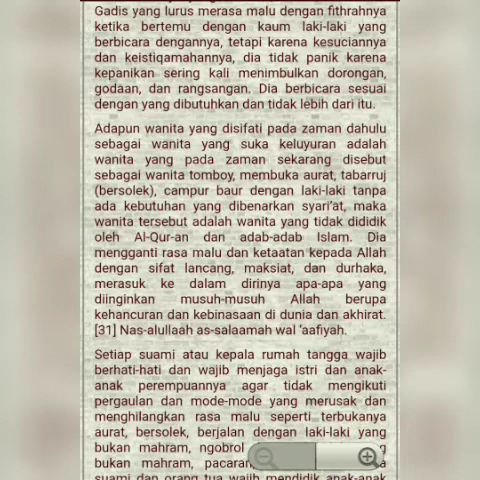 Gadis yang lurus merasa malu dengan fithrahnya
ketika bertemu dengan kaum laki-laki yang
berbicara dengannya, tetapi karena kesuciannya
dan keistiqamahannya, dia tidak panik karena
kepanikan sering kali menimbulkan dorongan,
godaan, dan rangsangan. Dia berbicara sesuai
dengan yang dibutuhkan dan tidak lebih dari itu.
Adapun wanita yang disifati pada zaman dahulu
sebagai wanita yang suka keluyuran adalah
wanita yang pada zaman sekarang disebut
sebagai wanita tomboy, membuka aurat, tabarruj
(bersolek), campur baur dengan laki-laki tanpa
ada kebutuhan yang dibenarkan syari'at, maka
wanita tersebut adalah wanita yang tidak dididik
oleh Al-Qur-an dan adab-adab Islam. Dia
mengganti rasa malu dan ketaatan kepada Allah
dengan sifat lancang, maksiat, dan durhaka,
merasuk ke dalam dirinya apa-apa yang
diinginkan musuh-musuh Allah berupa
kehancuran dan kebinasaan di dunia dan akhirat.
[31] Nas-alullaah as-salaamah wal 'aafiyah.
Setiap suami atau kepala rumah tangga wajib
berhati-hati dan wajib menjaga istri dan anak-
anak perempuannya agar tidak mengikuti
pergaulan dan mode-mode yang merusak dan
menghilangkan rasa malu seperti terbukanya
aurat, bersolek, berjalan dengan laki-laki yang
bukan mahram, ngobrol
bukan mahram, pacaran,
suami dan orang tua wajib mendidik anak-anak